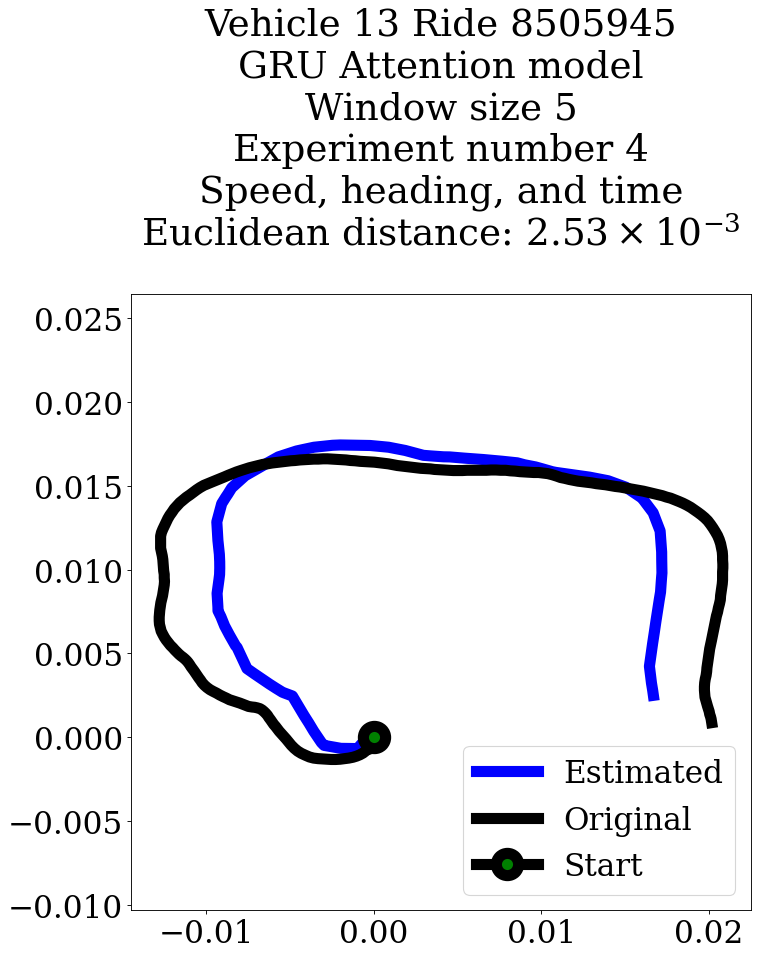 Vehicle 13 Ride 8505945
GRU Attention model
Window size 5
Experiment number 4
Speed, heading, and time
Euclidean distance: 2.53 × 10⁻³
0.025
0.020
0.015
0.010
0.005
0.000
−0.005
−0.010
−0.01 0.00 0.01 0.02
Estimated
Original
Start